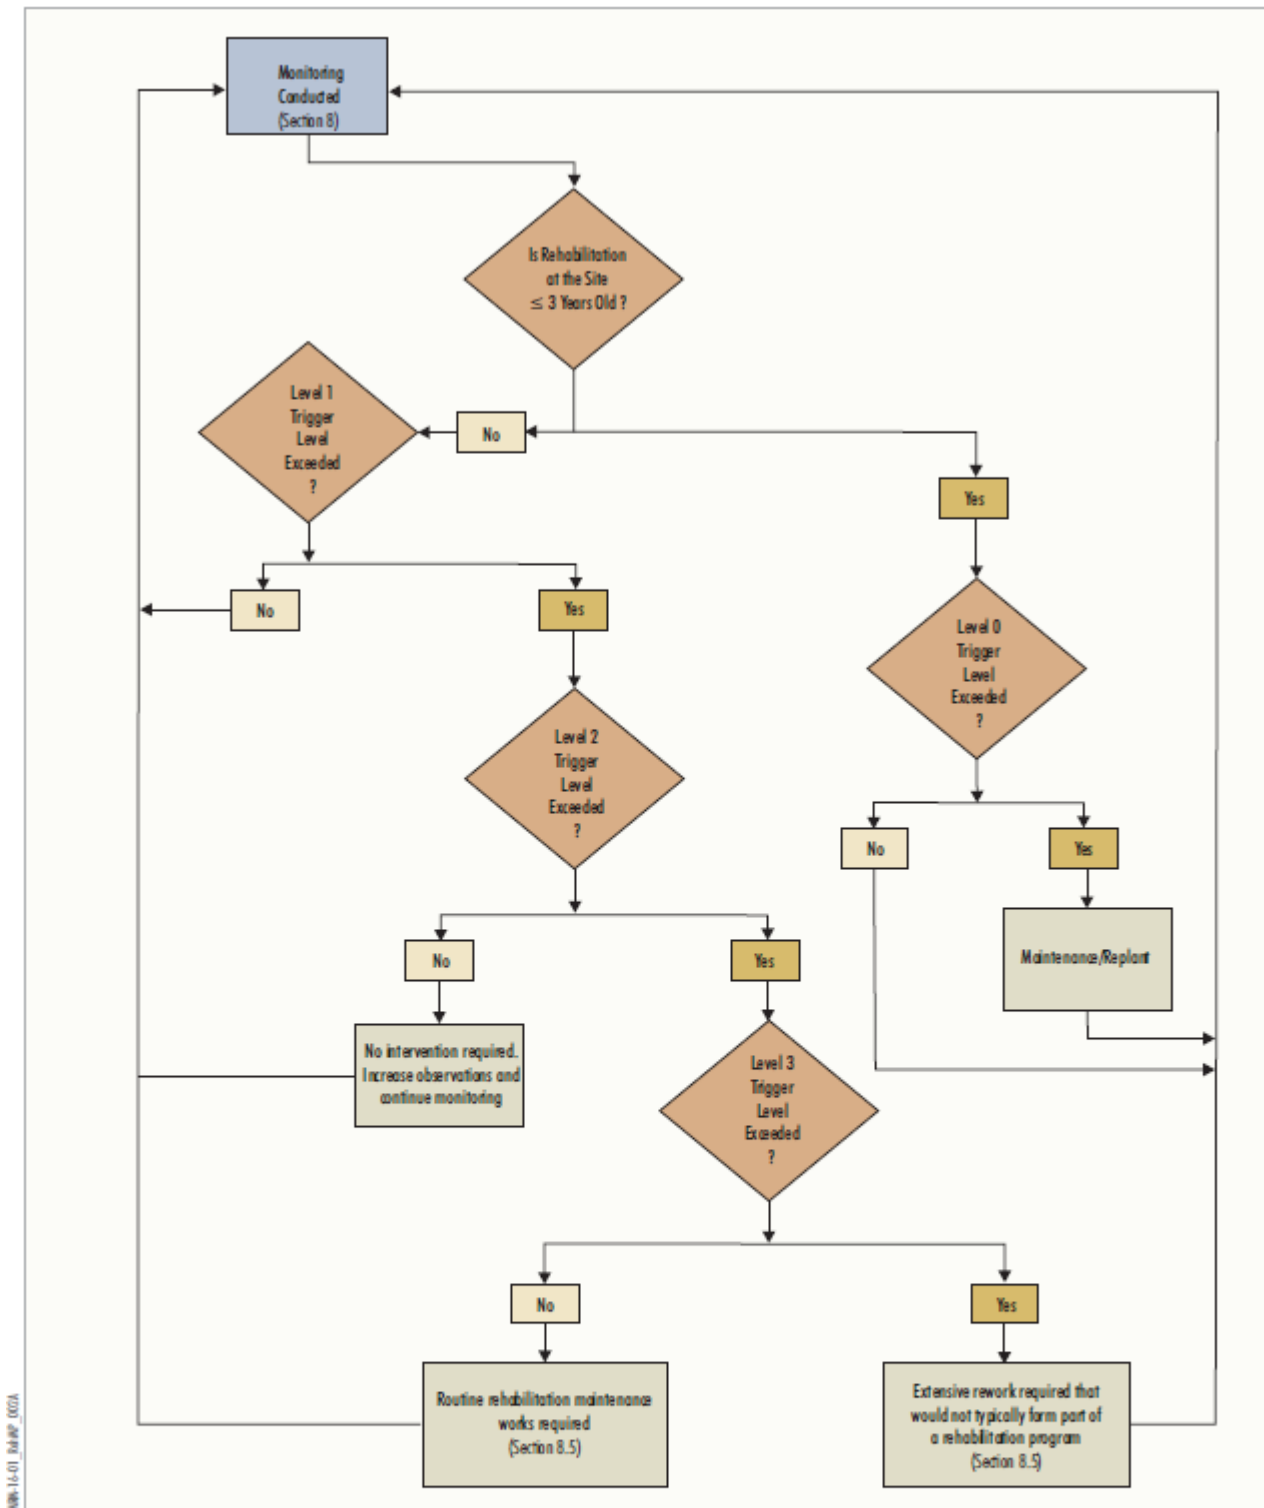 Monitoring
Conducted
(Section 8)
Is Rehabilitation
at the Site
≤ 3 Years Old ?
Level 1
Trigger
Level
Exceeded
?
No
Yes
No
Yes
Level 0
Trigger
Level
Exceeded
?
Level 2
Trigger
Level
Exceeded
?
No
Yes
No
Yes
Maintenance/Replant
No intervention required.
Increase observations and
continue monitoring
Level 3
Trigger
Level
Exceeded
?
No
Yes
Routine rehabilitation maintenance
works required
(Section 8.5)
Extensive rework required that
would not typically form part of
a rehabilitation program
(Section 8.5)